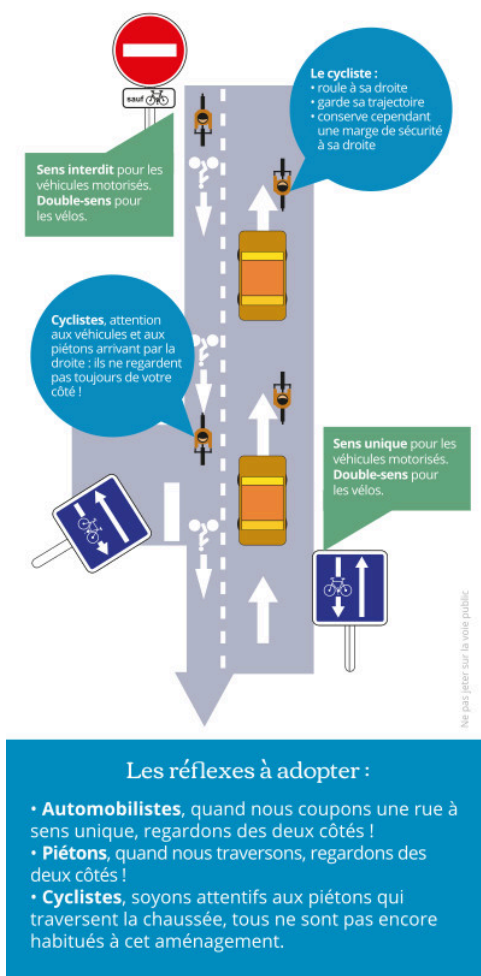 sauf
Le cycliste :
• roule à sa droite
• garde sa trajectoire
• conserve cependant
une marge de sécurité
à sa droite
Sens interdit pour les
véhicules motorisés.
Double-sens pour
les vélos.
Cyclistes, attention
aux véhicules et aux
piétons arrivant par la
droite : ils ne regardent
pas toujours de votre
côté !
Sens unique pour les
véhicules motorisés.
Double-sens pour
les vélos.
Ne pas jeter sur la voie public
Les réflexes à adopter :
• Automobilistes, quand nous coupons une rue à
sens unique, regardons des deux côtés !
• Piétons, quand nous traversons, regardons des
deux côtés !
• Cyclistes, soyons attentifs aux piétons qui
traversent la chaussée, tous ne sont pas encore
habitués à cet aménagement.